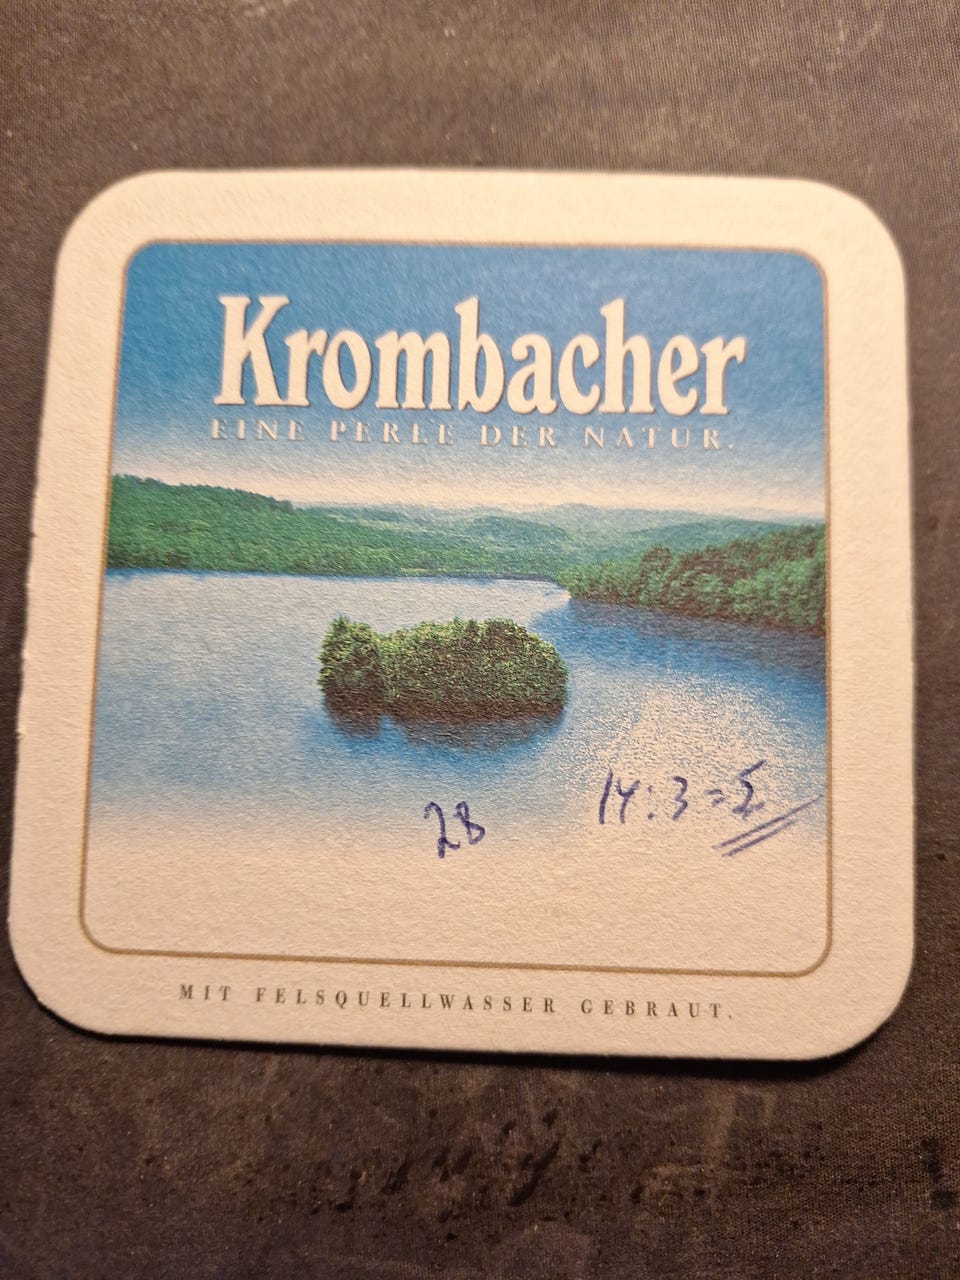 Krombacher
EINE PERLE DER NATUR.
28 14:3=5
MIT FELSQUELLWASSER GEBRAUT.